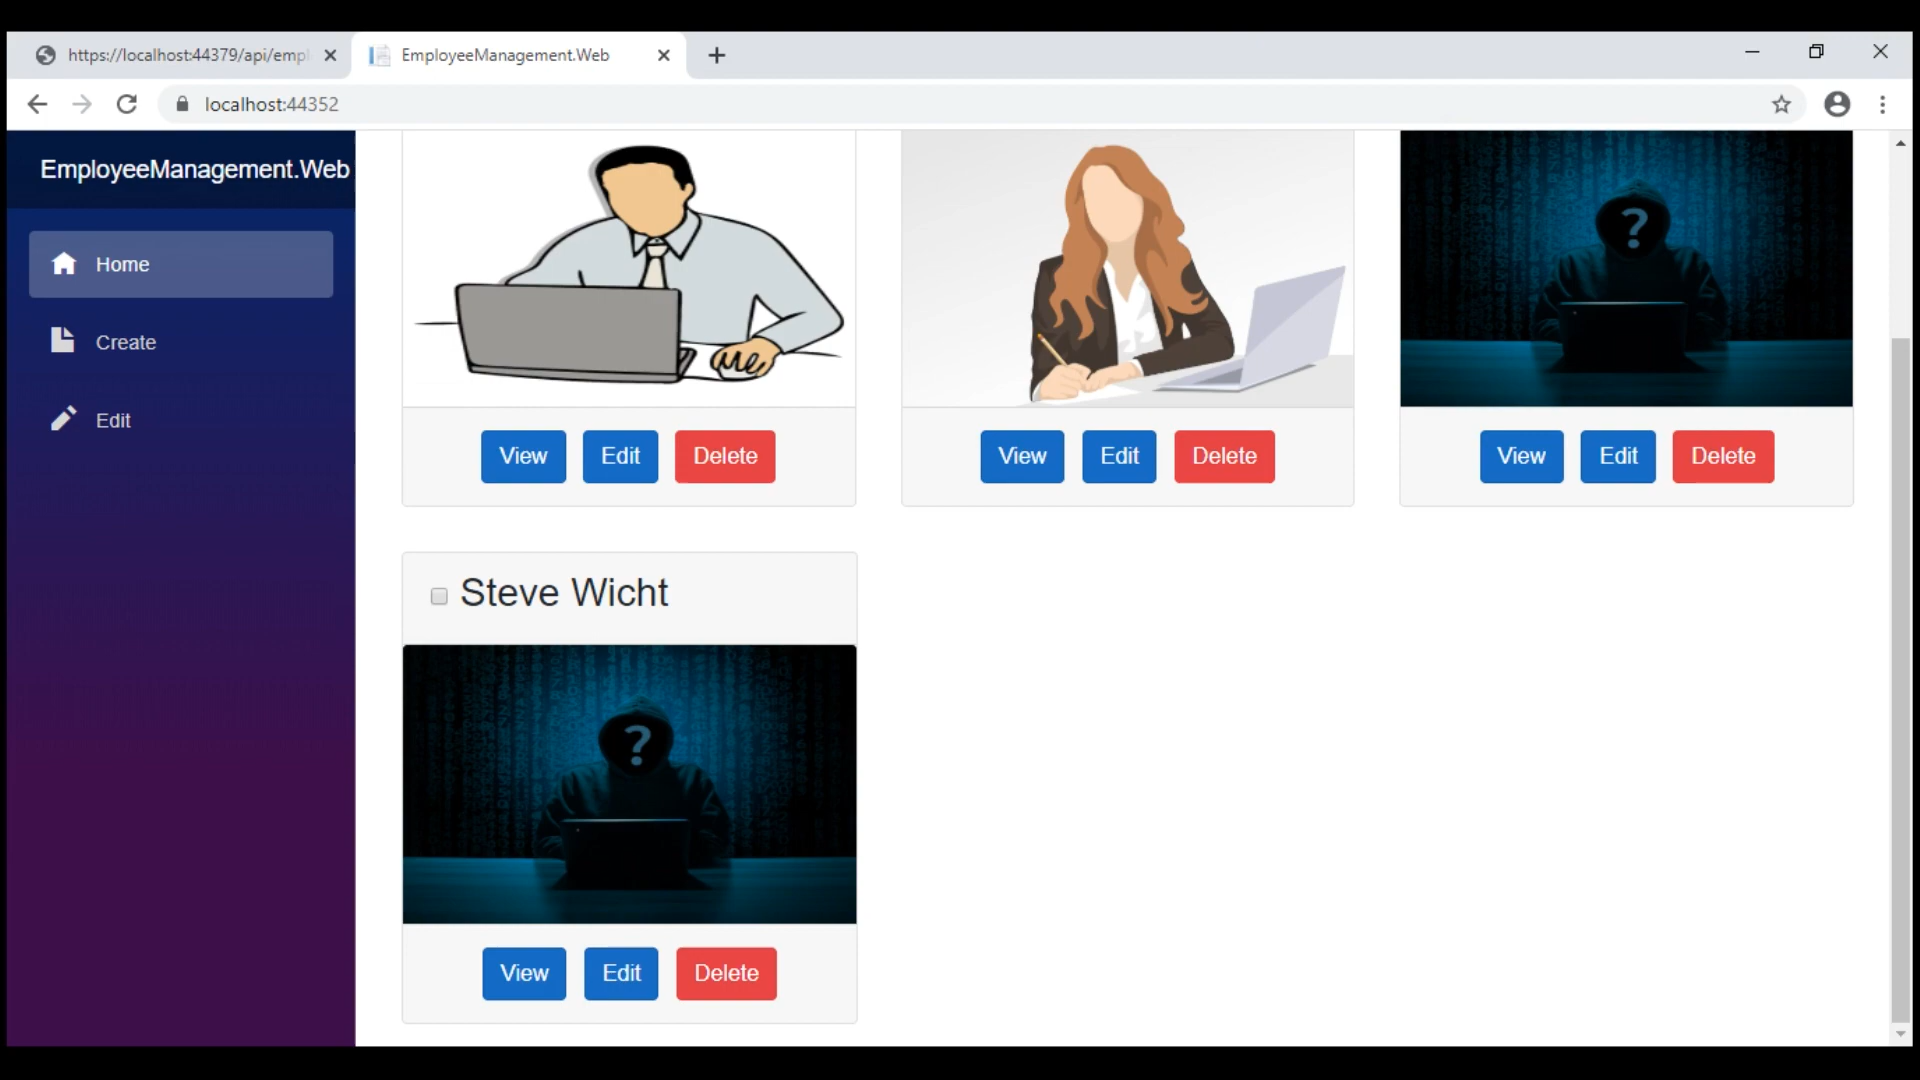 https://localhost:44379/api/empl
EmployeeManagement.Web
localhost:44352
EmployeeManagement.Web
Home
Create
Edit
?
View Edit Delete
View Edit Delete
View Edit Delete
Steve Wicht
?
View Edit Delete